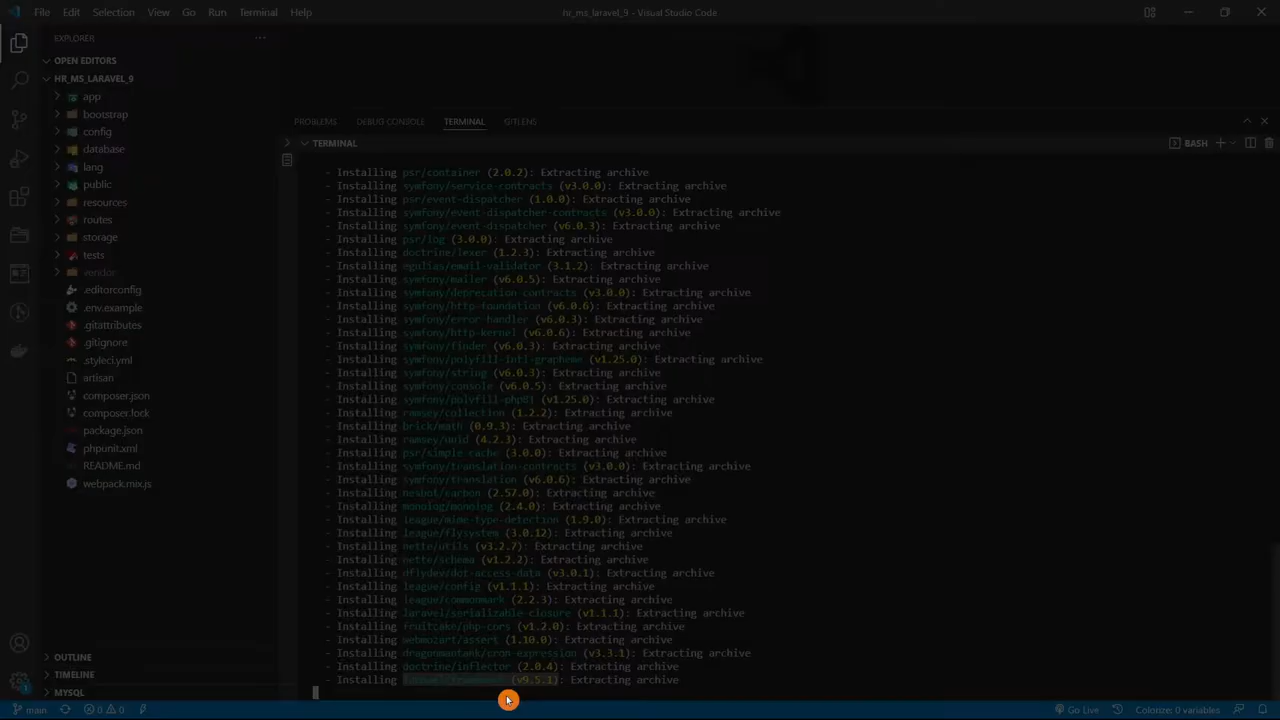 File Edit Selection View Go Run Terminal Help
hr_ms_laravel_9 - Visual Studio Code
EXPLORER
OPEN EDITORS
HR_MS_LARAVEL_9
app
bootstrap
config
database
lang
public
resources
routes
storage
tests
vendor
.editorconfig
.env.example
.gitattributes
.gitignore
.styleci.yml
artisan
composer.json
composer.lock
package.json
phpunit.xml
README.md
webpack.mix.js
OUTLINE
TIMELINE
MYSQL
PROBLEMS DEBUG CONSOLE TERMINAL GITLENS
TERMINAL
BASH
- Installing psr/container (2.0.2): Extracting archive
- Installing symfony/service-contracts (v3.0.0): Extracting archive
- Installing psr/event-dispatcher (1.0.0): Extracting archive
- Installing symfony/event-dispatcher-contracts (v3.0.0): Extracting archive
- Installing symfony/event-dispatcher (v6.0.3): Extracting archive
- Installing psr/log (3.0.0): Extracting archive
- Installing doctrine/lexer (1.2.3): Extracting archive
- Installing egulias/email-validator (3.1.2): Extracting archive
- Installing symfony/mailer (v6.0.5): Extracting archive
- Installing symfony/deprecation-contracts (v3.0.0): Extracting archive
- Installing symfony/http-foundation (v6.0.6): Extracting archive
- Installing symfony/error-handler (v6.0.3): Extracting archive
- Installing symfony/http-kernel (v6.0.6): Extracting archive
- Installing symfony/finder (v6.0.3): Extracting archive
- Installing symfony/polyfill-intl-grapheme (v1.25.0): Extracting archive
- Installing symfony/string (v6.0.3): Extracting archive
- Installing symfony/console (v6.0.5): Extracting archive
- Installing symfony/polyfill-php81 (v1.25.0): Extracting archive
- Installing ramsey/collection (1.2.2): Extracting archive
- Installing brick/math (0.9.3): Extracting archive
- Installing ramsey/uuid (4.2.3): Extracting archive
- Installing psr/simple-cache (3.0.0): Extracting archive
- Installing symfony/translation-contracts (v3.0.0): Extracting archive
- Installing symfony/translation (v6.0.6): Extracting archive
- Installing nesbot/carbon (2.57.0): Extracting archive
- Installing monolog/monolog (2.4.0): Extracting archive
- Installing league/mime-type-detection (1.9.0): Extracting archive
- Installing league/flysystem (3.0.12): Extracting archive
- Installing nette/utils (v3.2.7): Extracting archive
- Installing nette/schema (v1.2.2): Extracting archive
- Installing dflydev/dot-access-data (v3.0.1): Extracting archive
- Installing league/config (v1.1.1): Extracting archive
- Installing league/commonmark (2.2.3): Extracting archive
- Installing laravel/serializable-closure (v1.1.1): Extracting archive
- Installing fruitcake/php-cors (v1.2.0): Extracting archive
- Installing webmozart/assert (1.10.0): Extracting archive
- Installing dragonmantank/cron-expression (v3.3.1): Extracting archive
- Installing doctrine/inflector (2.0.4): Extracting archive
- Installing laravel/framework (v9.5.1): Extracting archive
main 0 0 Go Live Colorize: 0 variables